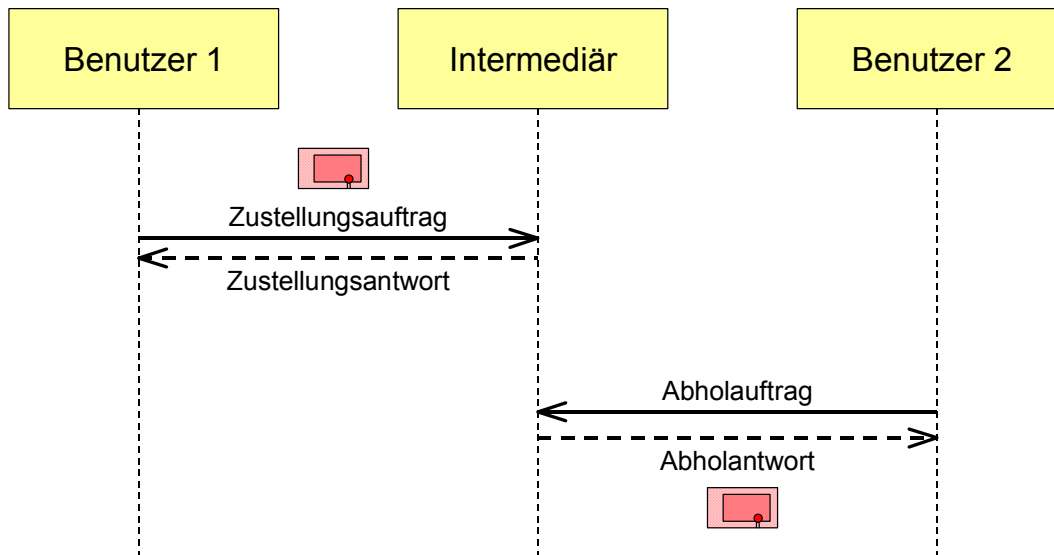 Benutzer 1
Intermediär
Benutzer 2
Zustellungsauftrag
Zustellungsantwort
Abholauftrag
Abholantwort